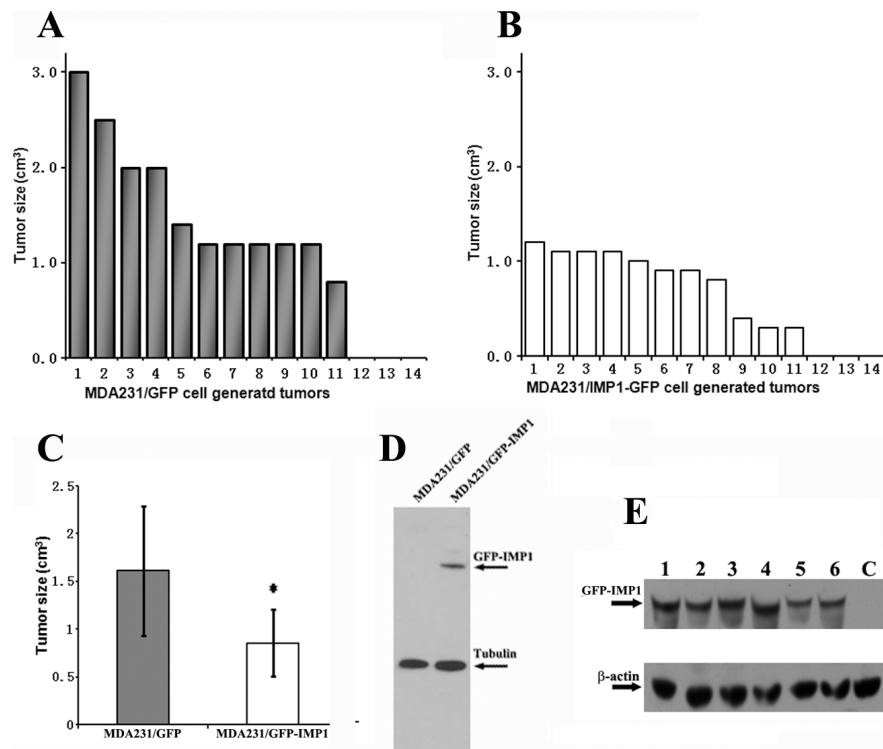 A
Tumor size (cm³)
3.0
2.0
1.0
0.0
1 2 3 4 5 6 7 8 9 10 11 12 13 14
MDA231/GFP cell generatd tumors
B
Tumor size (cm³)
3.0
2.0
1.0
0.0
1 2 3 4 5 6 7 8 9 10 11 12 13 14
MDA231/IMP1-GFP cell generated tumors
C
Tumor size (cm³)
2.5
2
1.5
1
0.5
0
*
MDA231/GFP MDA231/GFP-IMP1
D
MDA231/GFP
MDA231/GFP-IMP1
GFP-IMP1
Tubulin
E
1 2 3 4 5 6 C
GFP-IMP1
β-actin